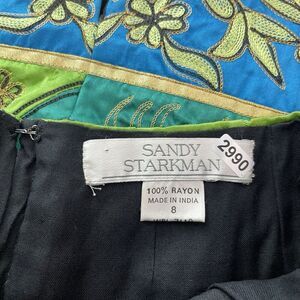 SANDY
STARKMAN
2990
100% RAYON
MADE IN INDIA
8